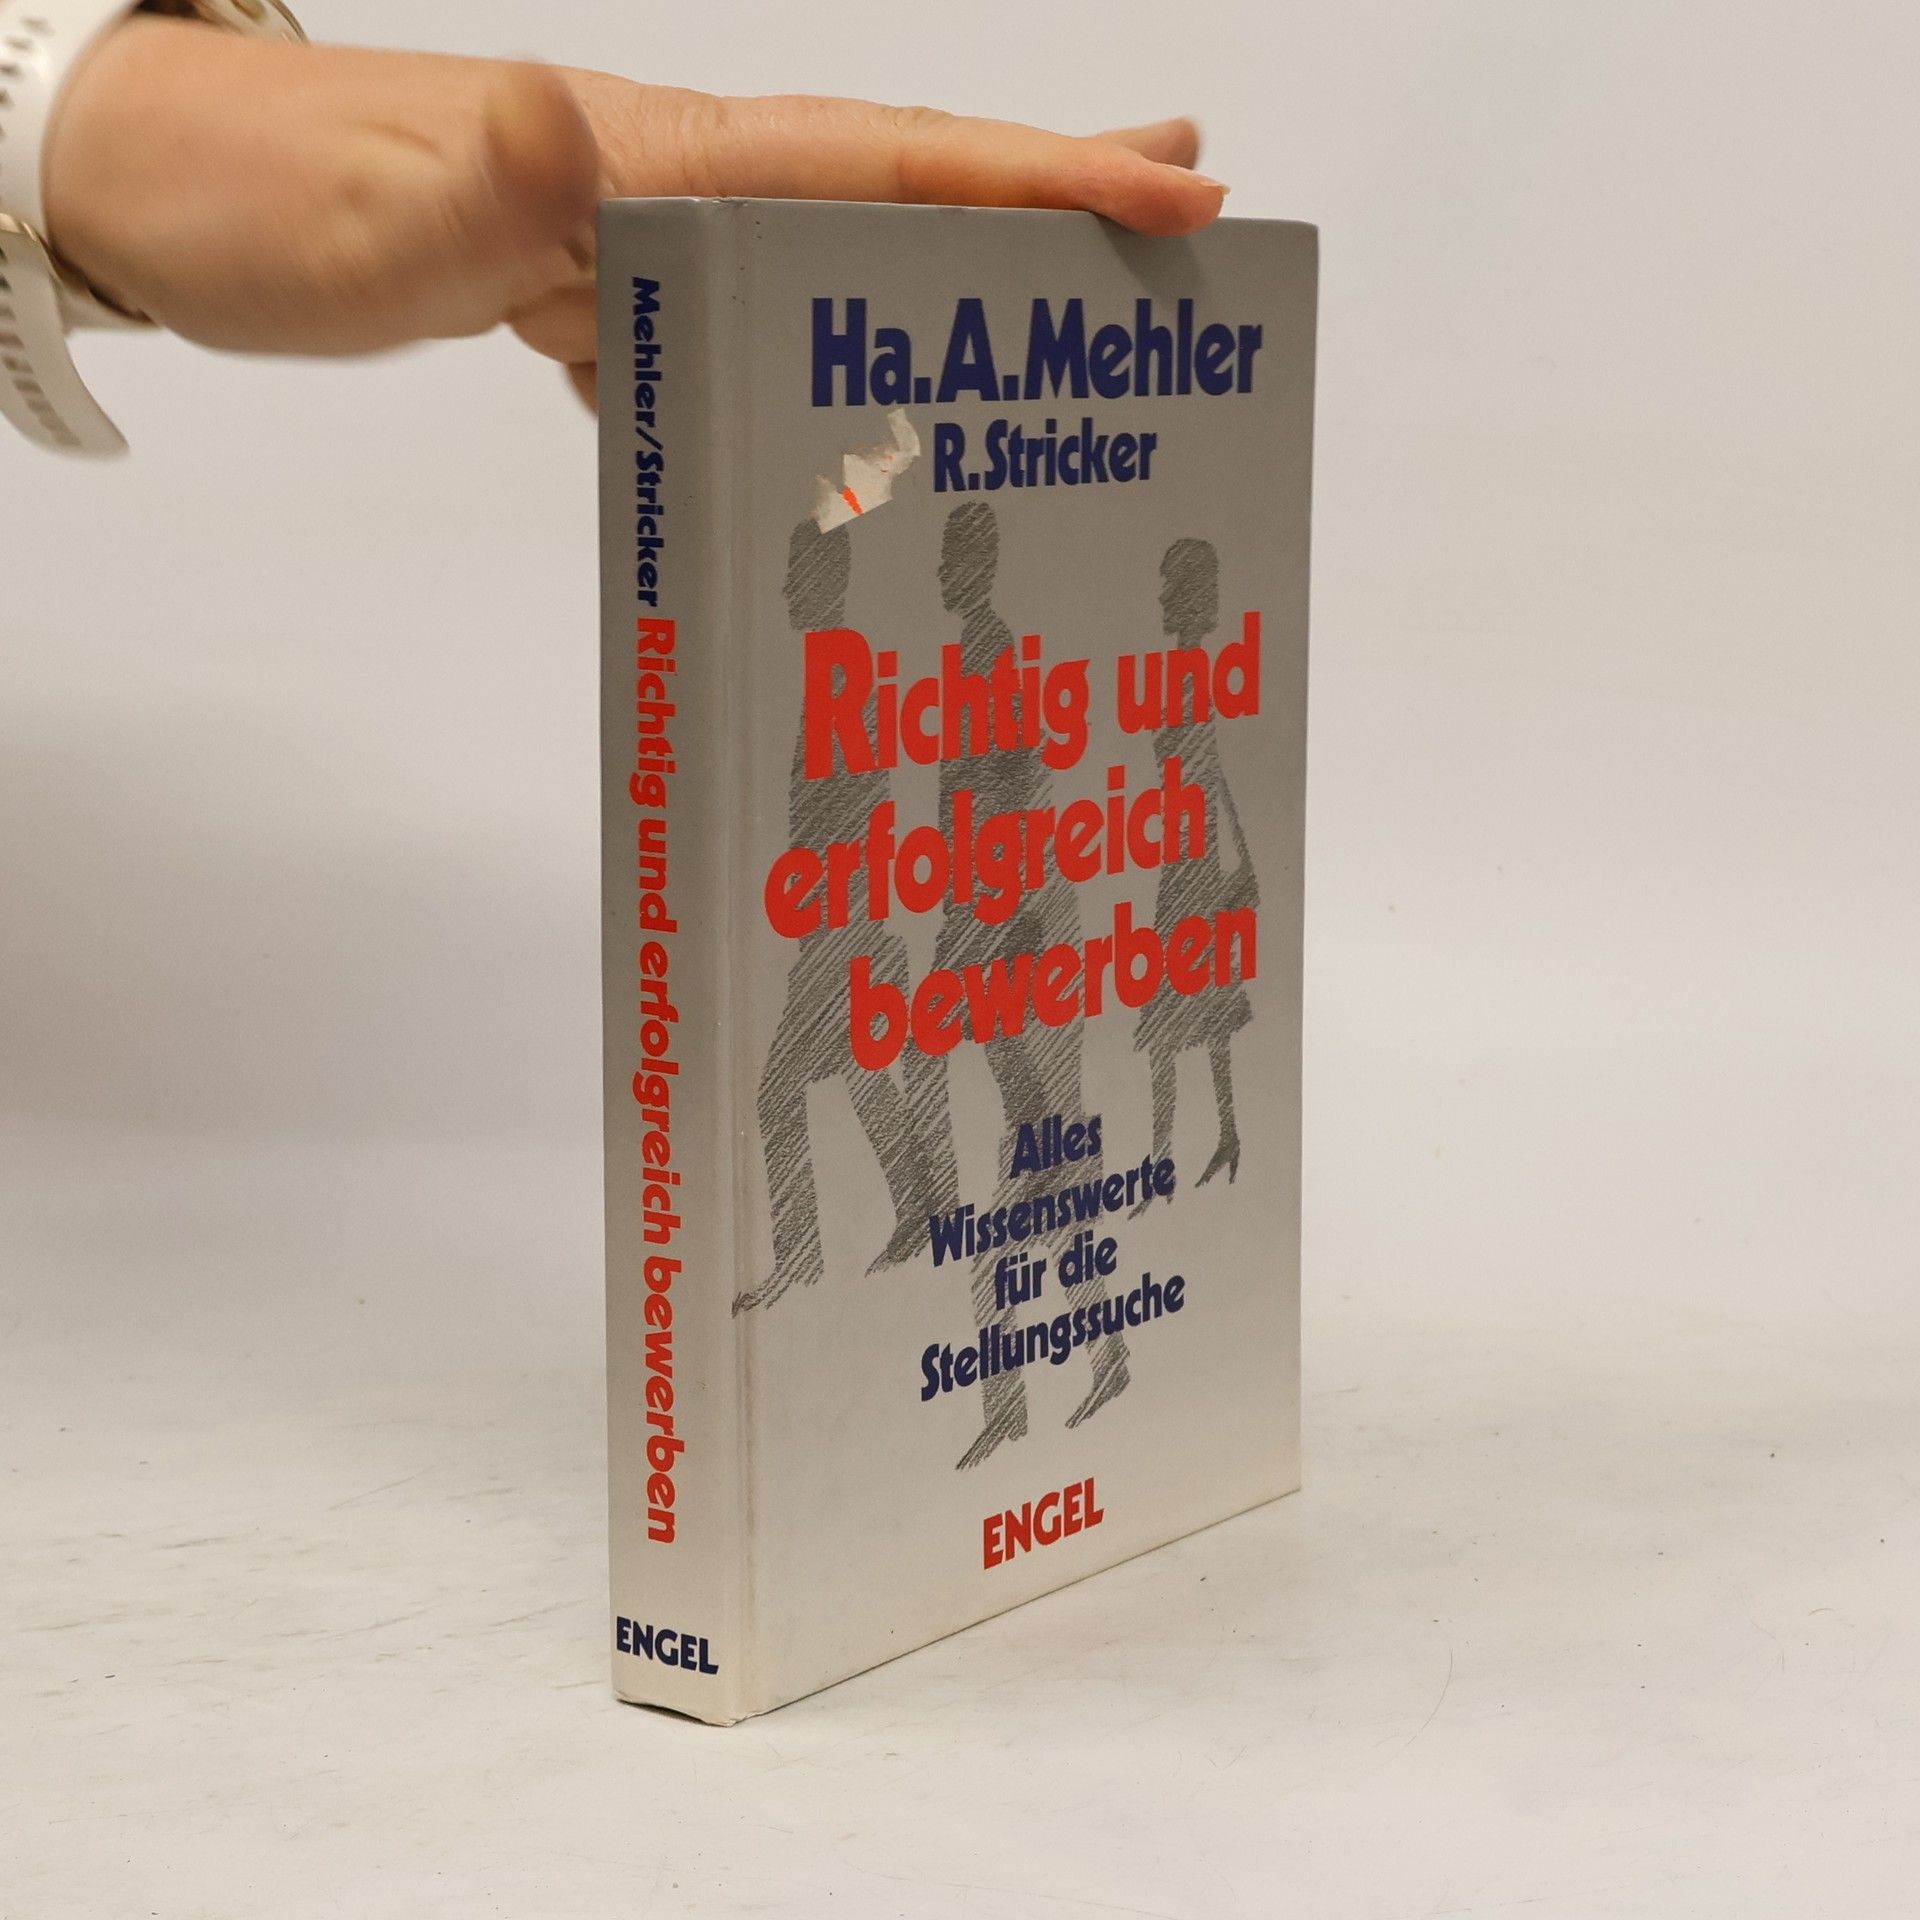 Mehler/Stricker Richtig und erfolgreich bewerben
ENGEL
Ha.A.Mehler
R.Stricker
Richtig und
erfolgreich
bewerben
Alles
Wissenswerte
für die
Stellungssuche
ENGEL